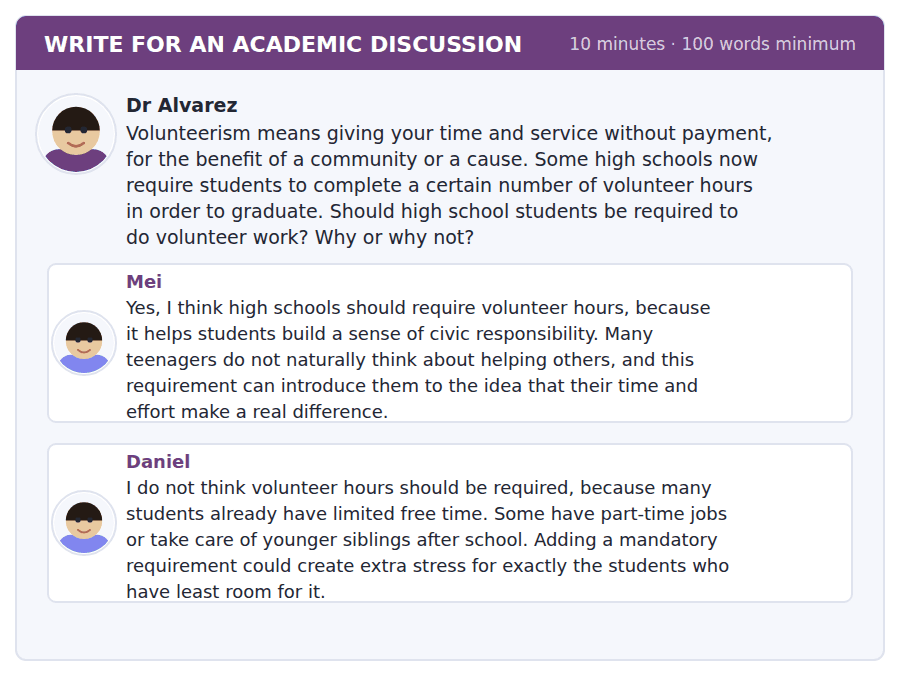 WRITE FOR AN ACADEMIC DISCUSSION
10 minutes · 100 words minimum
Dr Alvarez
Volunteerism means giving your time and service without payment,
for the benefit of a community or a cause. Some high schools now
require students to complete a certain number of volunteer hours
in order to graduate. Should high school students be required to
do volunteer work? Why or why not?
Mei
Yes, I think high schools should require volunteer hours, because
it helps students build a sense of civic responsibility. Many
teenagers do not naturally think about helping others, and this
requirement can introduce them to the idea that their time and
effort make a real difference.
Daniel
I do not think volunteer hours should be required, because many
students already have limited free time. Some have part-time jobs
or take care of younger siblings after school. Adding a mandatory
requirement could create extra stress for exactly the students who
have least room for it.